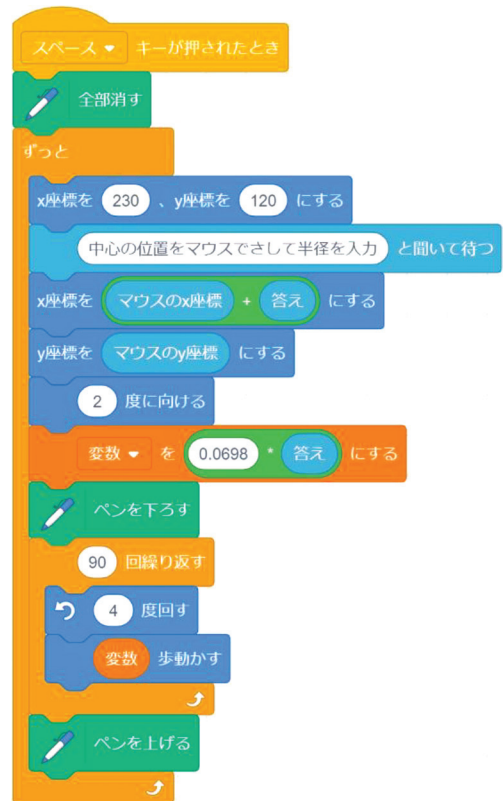 スペース キーが押されたとき
全部消す
ずっと
x座標を 230 、y座標を 120 にする
中心の位置をマウスでさして半径を入力 と聞いて待つ
x座標を マウスのx座標 + 答え にする
y座標を マウスのy座標 にする
2 度に向ける
変数 を 0.0698 * 答え にする
ペンを下ろす
90 回繰り返す
4 度回す
変数 歩動かす
ペンを上げる